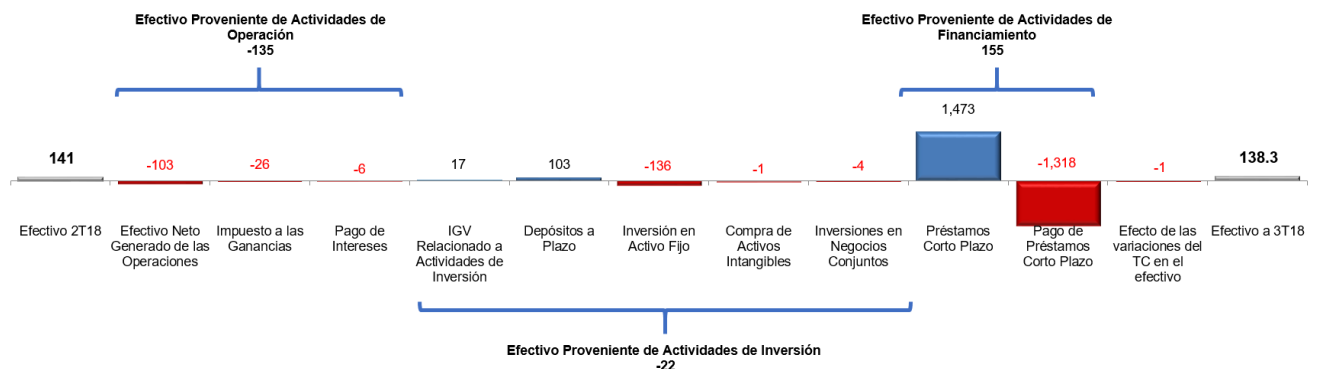 Efectivo Proveniente de Actividades de
Operación
-135
Efectivo Proveniente de Actividades de
Financiamiento
155
141
-103
-26
-6
17
103
-136
-1
-4
1,473
-1,318
-1
138.3
Efectivo 2T18
Efectivo Neto
Generado de las
Operaciones
Impuesto a las
Ganancias
Pago de
Intereses
IGV
Relacionado a
Actividades de
Inversión
Depósitos a
Plazo
Inversión en
Activo Fijo
Compra de
Activos
Intangibles
Inversiones en
Negocios
Conjuntos
Préstamos
Corto Plazo
Pago de
Préstamos
Corto Plazo
Efecto de las
variaciones del
TC en el
efectivo
Efectivo a 3T18
Efectivo Proveniente de Actividades de Inversión
-22